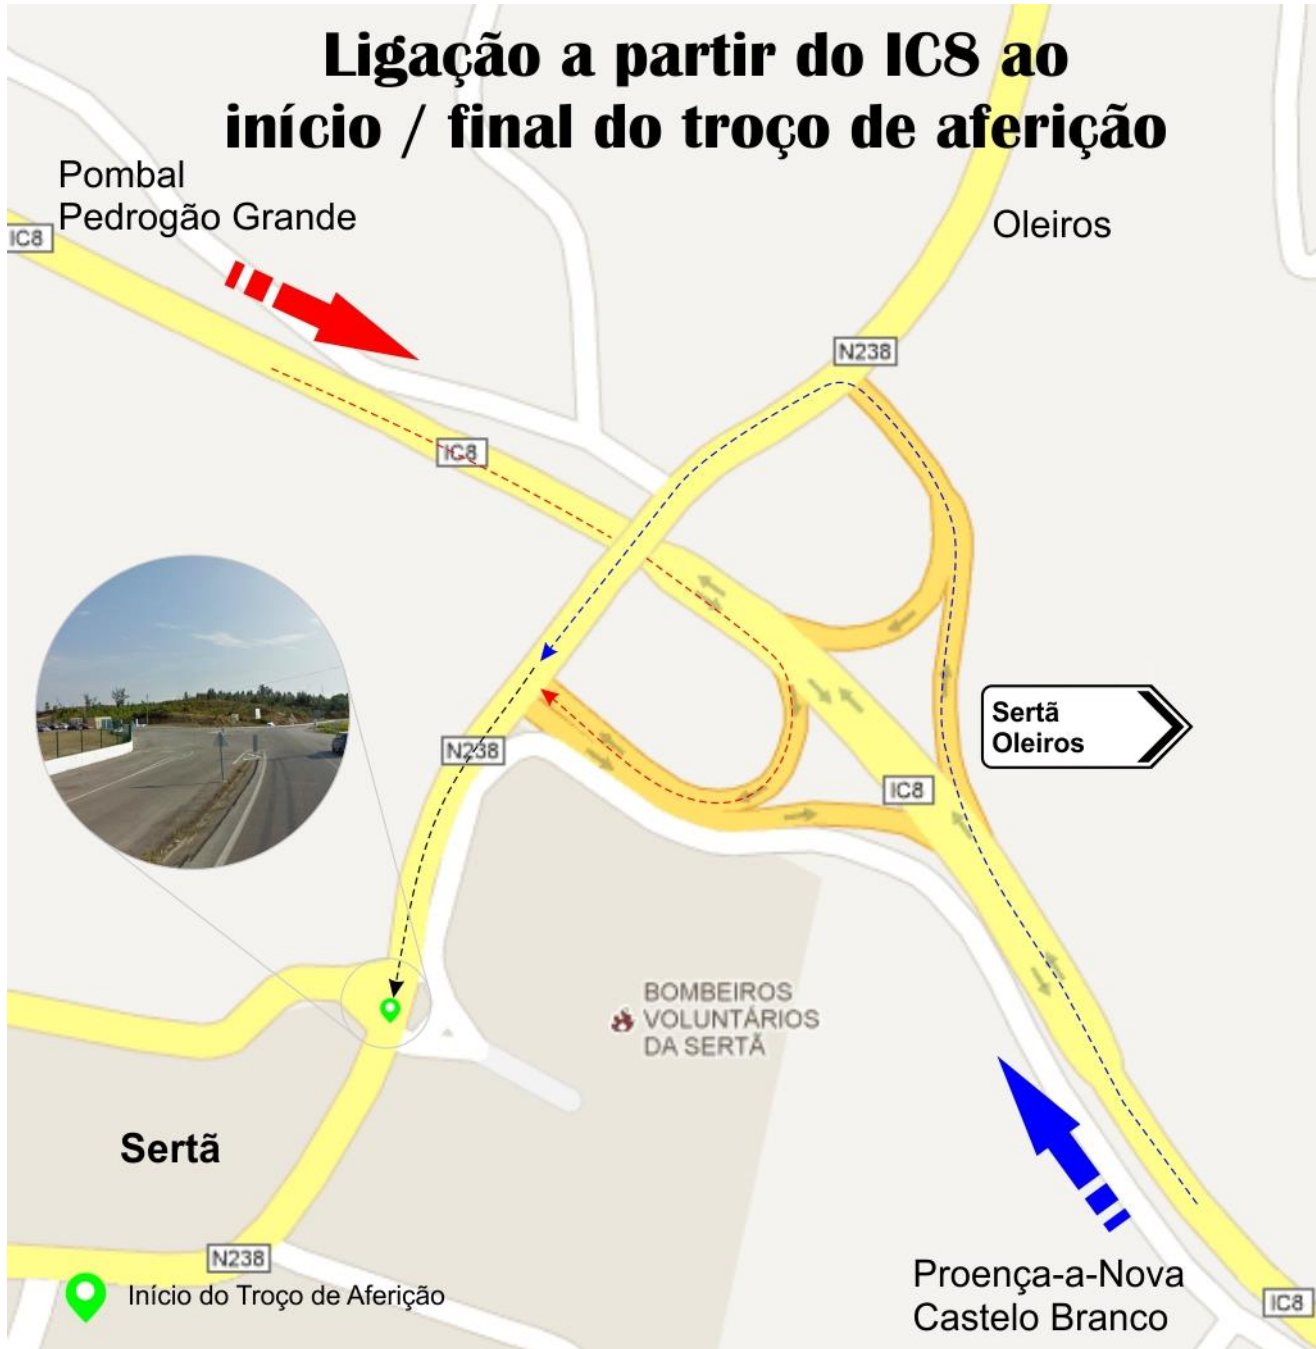 Ligação a partir do IC8 ao
início / final do troço de aferição
Pombal
Pedrogão Grande
Oleiros
IC8
N238
IC8
Sertã
Oleiros
N238
IC8
BOMBEIROS
VOLUNTÁRIOS
DA SERTÃ
Sertã
N238
Início do Troço de Aferição
Proença-a-Nova
Castelo Branco
IC8